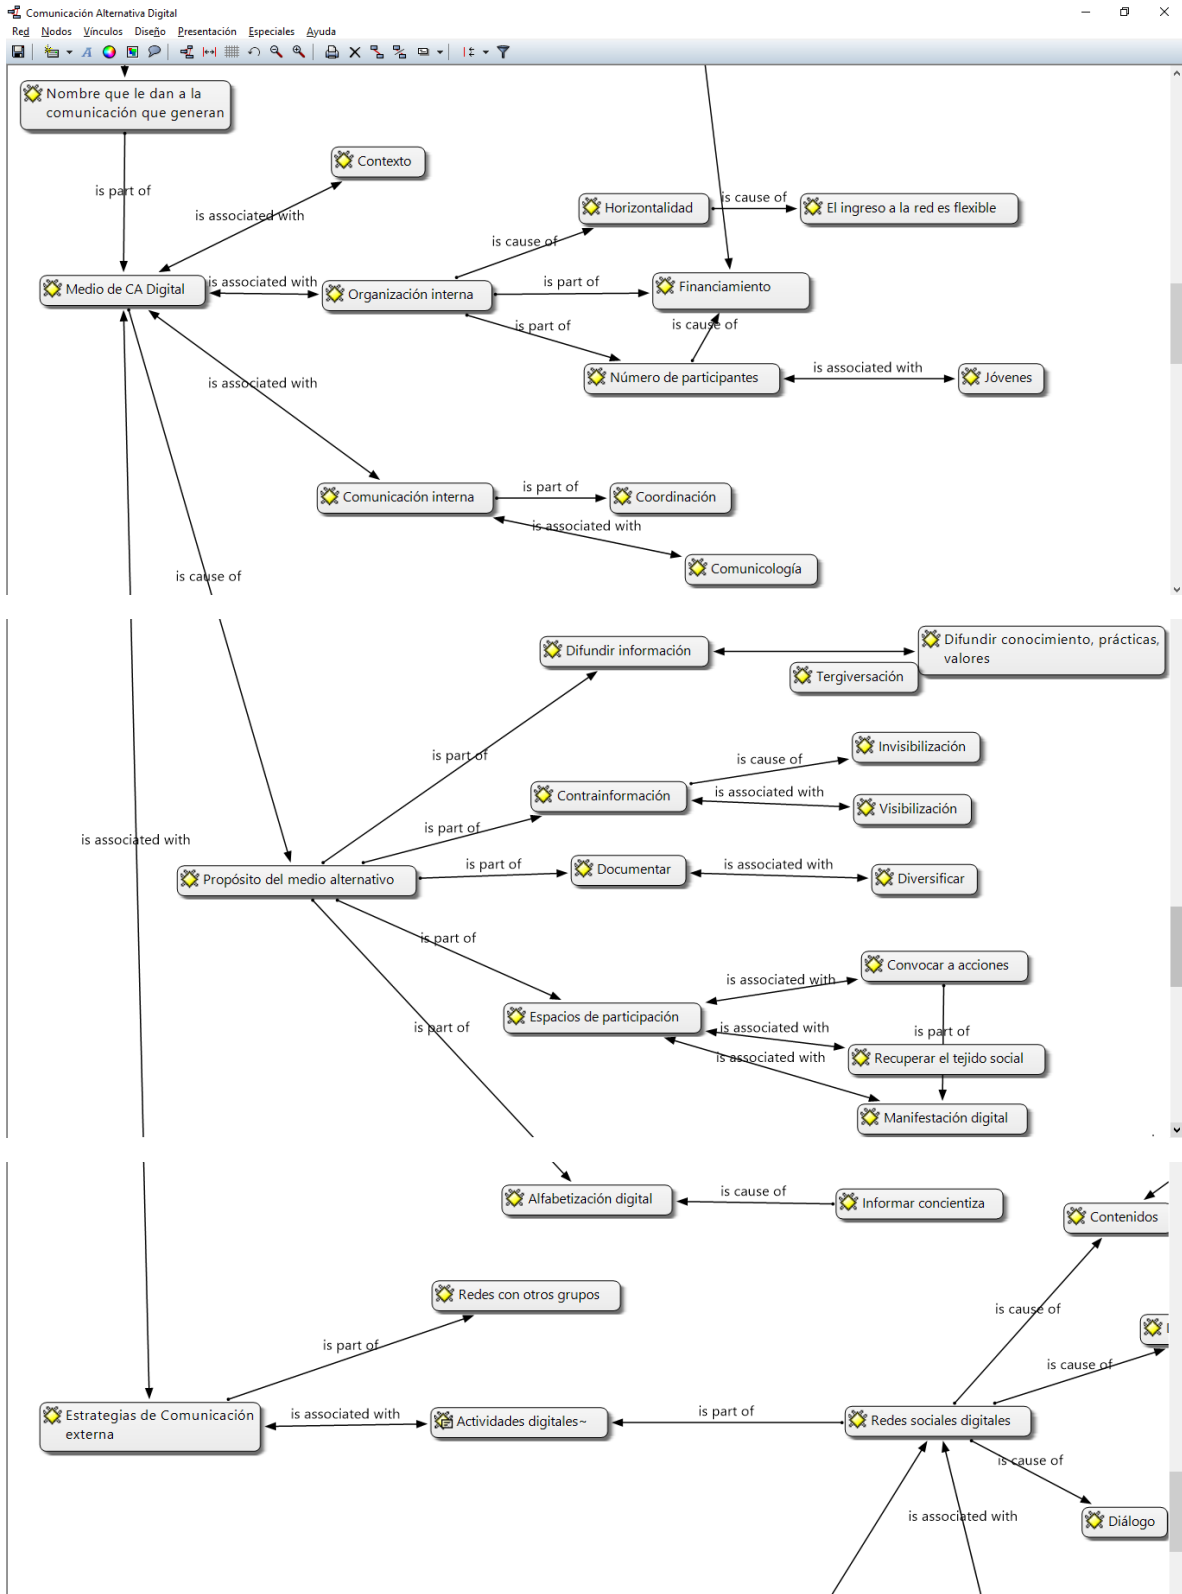 Comunicación Alternativa Digital
Red Nodos Vínculos Diseño Presentación Especiales Ayuda
Nombre que le dan a la
comunicación que generan
is part of
Contexto
is associated with
Horizontalidad
is cause of
El ingreso a la red es flexible
is cause of
Medio de CA Digital
is associated with
Organización interna
is part of
Financiamiento
is part of
is cause of
Número de participantes
is associated with
Jóvenes
is associated with
Comunicación interna
is part of
Coordinación
is associated with
Comunicología
is cause of
Difundir información
Difundir conocimiento, prácticas,
valores
Tergiversación
is part of
Invisibilización
is cause of
Contrainformación
is associated with
Visibilización
is part of
is associated with
Propósito del medio alternativo
is part of
Documentar
is associated with
Diversificar
is part of
Convocar a acciones
is associated with
Espacios de participación
is associated with
is part of
is part of
is associated with
Recuperar el tejido social
Manifestación digital
Alfabetización digital
is cause of
Informar concientiza
Contenidos
Redes con otros grupos
is cause of
is part of
is cause of
Estrategias de Comunicación
externa
is associated with
Actividades digitales~
is part of
Redes sociales digitales
is cause of
is associated with
Diálogo